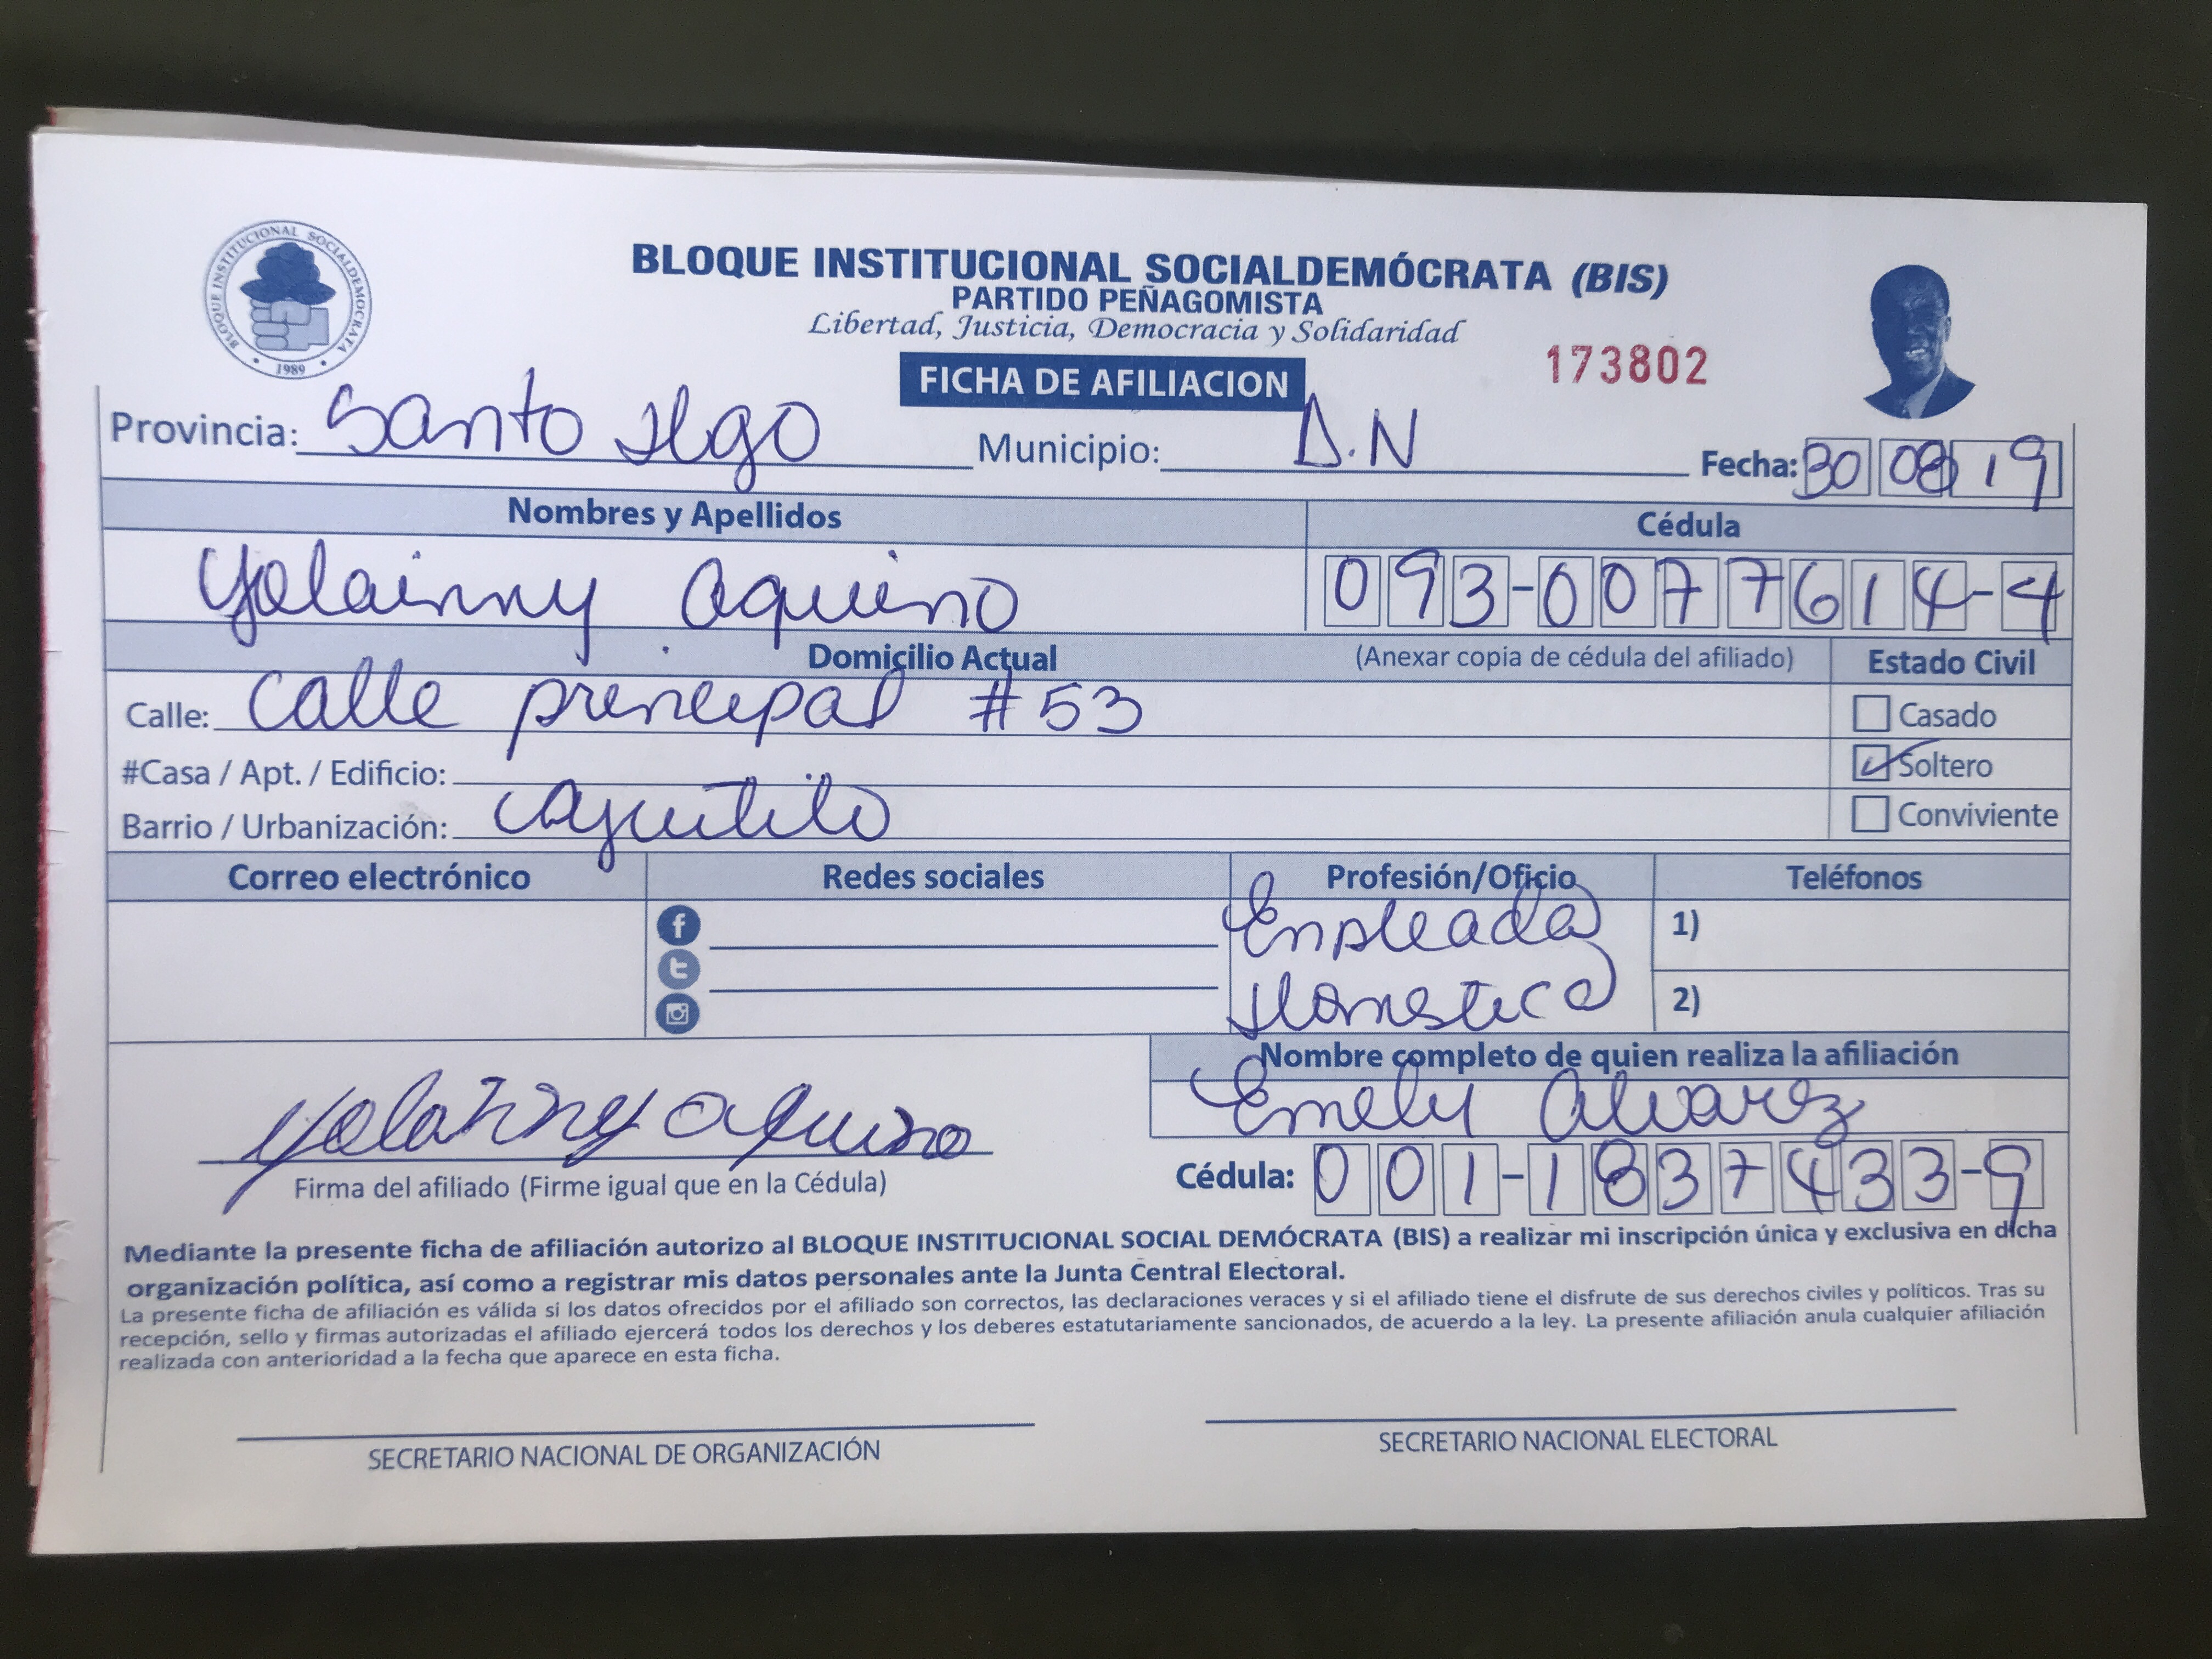 BLOQUE INSTITUCIONAL SOCIALDEMOCRATA
1989
BLOQUE INSTITUCIONAL SOCIALDEMÓCRATA (BIS)
PARTIDO PEÑAGOMISTA
Libertad, Justicia, Democracia y Solidaridad
FICHA DE AFILIACION
173802
Provincia: Santo Dgo Municipio: D.N Fecha: 30 08 19
Nombres y Apellidos Cédula
Yolainny Aquino 093-0077614-4
Domicilio Actual (Anexar copia de cédula del afiliado) Estado Civil
Calle: Calle principal #53 Casado
#Casa / Apt. / Edificio: Soltero
Barrio / Urbanización: Conviviente
Correo electrónico Redes sociales Profesión/Oficio Teléfonos
Enpleada 1)
Domestica 2)
Nombre completo de quien realiza la afiliación
Yolainny Aquino Emely Alvarez
Firma del afiliado (Firme igual que en la Cédula) Cédula: 001-1837433-9
Mediante la presente ficha de afiliación autorizo al BLOQUE INSTITUCIONAL SOCIAL DEMÓCRATA (BIS) a realizar mi inscripción única y exclusiva en dicha
organización política, así como a registrar mis datos personales ante la Junta Central Electoral.
La presente ficha de afiliación es válida si los datos ofrecidos por el afiliado son correctos, las declaraciones veraces y si el afiliado tiene el disfrute de sus derechos civiles y políticos. Tras su
recepción, sello y firmas autorizadas el afiliado ejercerá todos los derechos y los deberes estatutariamente sancionados, de acuerdo a la ley. La presente afiliación anula cualquier afiliación
realizada con anterioridad a la fecha que aparece en esta ficha.
SECRETARIO NACIONAL DE ORGANIZACIÓN SECRETARIO NACIONAL ELECTORAL